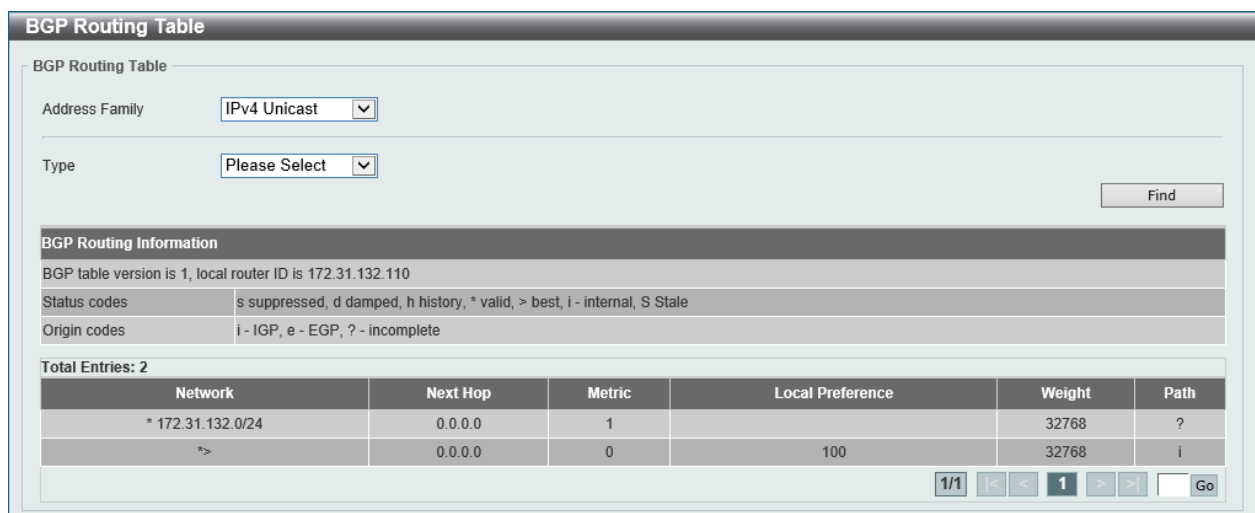 BGP Routing Table
BGP Routing Table
Address Family IPv4 Unicast
Type Please Select
Find
BGP Routing Information
BGP table version is 1, local router ID is 172.31.132.110
Status codes s suppressed, d damped, h history, * valid, > best, i - internal, S Stale
Origin codes i - IGP, e - EGP, ? - incomplete
Total Entries: 2
Network Next Hop Metric Local Preference Weight Path
* 172.31.132.0/24 0.0.0.0 1 32768 ?
*> 0.0.0.0 0 100 32768 i
1/1 |< < 1 > >| Go